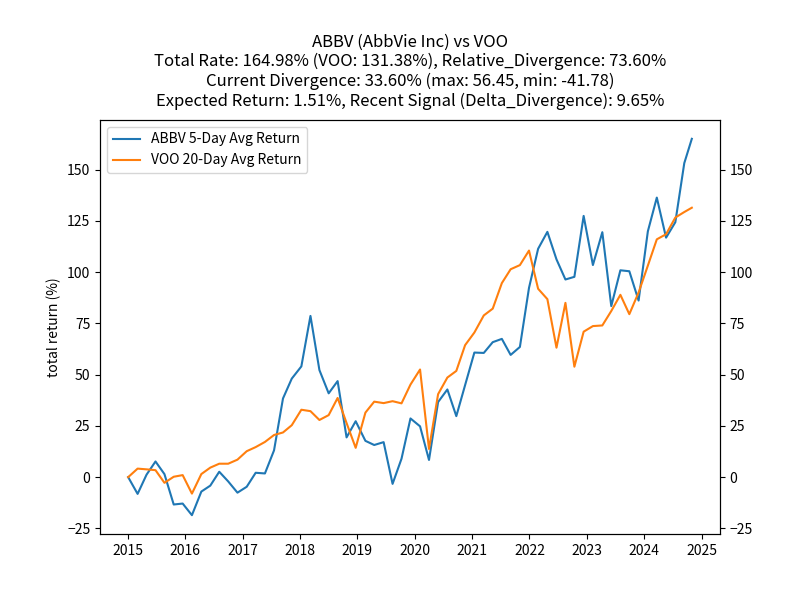 ABBV (AbbVie Inc) vs VOO
Total Rate: 164.98% (VOO: 131.38%), Relative_Divergence: 73.60%
Current Divergence: 33.60% (max: 56.45, min: -41.78)
Expected Return: 1.51%, Recent Signal (Delta_Divergence): 9.65%
ABBV 5-Day Avg Return
VOO 20-Day Avg Return
total return (%)
150 150
125 125
100 100
75 75
50 50
25 25
0 0
−25 −25
2015 2016 2017 2018 2019 2020 2021 2022 2023 2024 2025